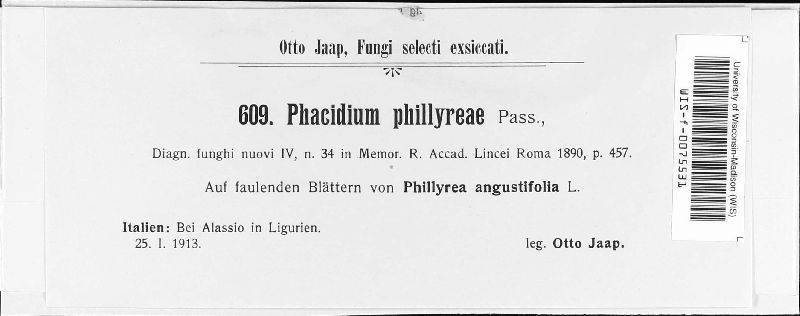 Otto Jaap, Fungi selecti exsiccati.
609. Phacidium phillyreae Pass.,
Diagn. funghi nuovi IV, n. 34 in Memor. R. Accad. Lincei Roma 1890, p. 457.
Auf faulenden Blättern von Phillyrea angustifolia L.
Italien: Bei Alassio in Ligurien.
25. I. 1913.
leg. Otto Jaap.
University of Wisconsin-Madison (WIS)
WIS-f-0075531